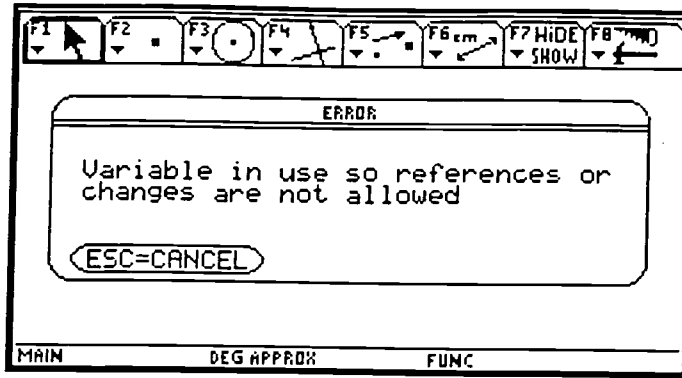 F1 F2 F3 F4 F5 F6 cm F7 HIDE SHOW F8
ERROR
Variable in use so references or
changes are not allowed
ESC=CANCEL
MAIN DEG APPROX FUNC